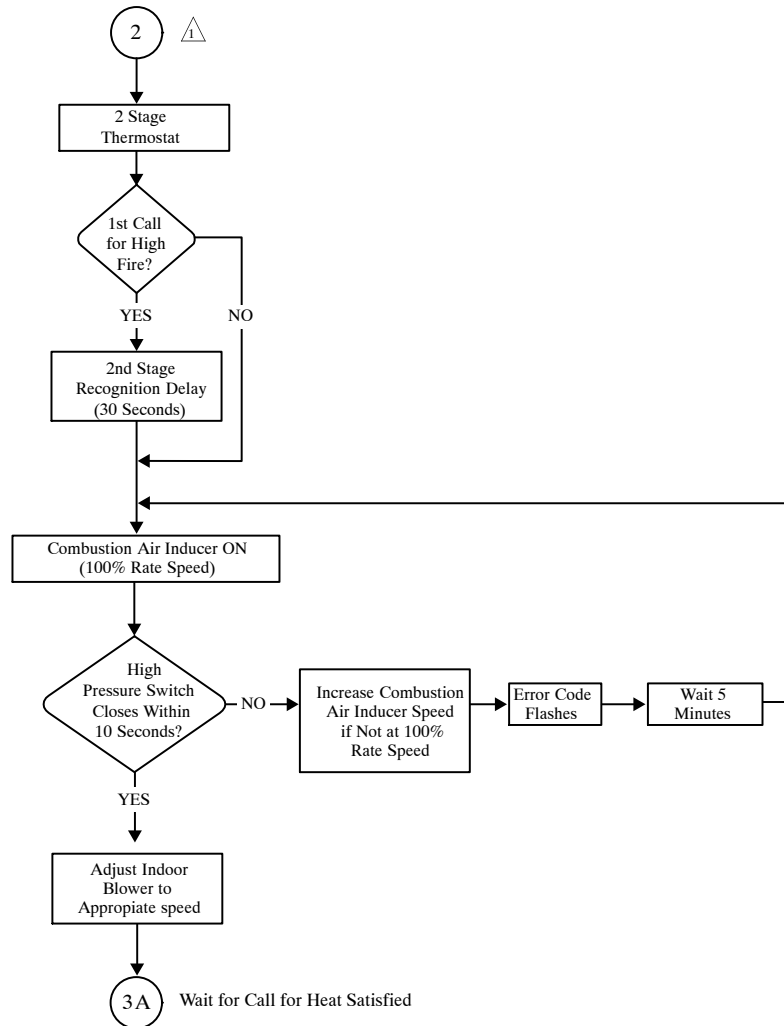 2
1
2 Stage
Thermostat
1st Call
for High
Fire?
YES
NO
2nd Stage
Recognition Delay
(30 Seconds)
Combustion Air Inducer ON
(100% Rate Speed)
High
Pressure Switch
Closes Within
10 Seconds?
NO
Increase Combustion
Air Inducer Speed
if Not at 100%
Rate Speed
Error Code
Flashes
Wait 5
Minutes
YES
Adjust Indoor
Blower to
Appropiate speed
3A
Wait for Call for Heat Satisfied